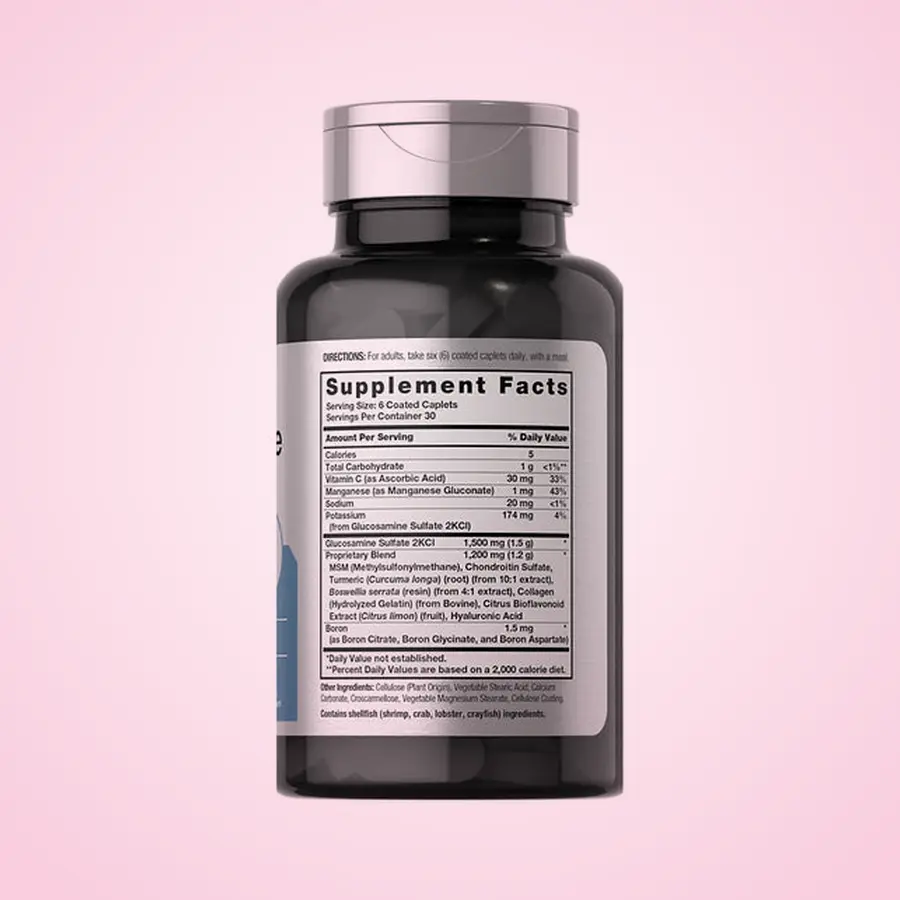 DIRECTIONS: For adults, take six (6) coated caplets daily, with a meal.
Supplement Facts
Serving Size: 6 Coated Caplets
Servings Per Container 30
Amount Per Serving % Daily Value
Calories 5
Total Carbohydrate 1 g <1%**
Vitamin C (as Ascorbic Acid) 30 mg 33%
Manganese (as Manganese Gluconate) 1 mg 43%
Sodium 20 mg <1%
Potassium 174 mg 4%
(from Glucosamine Sulfate 2KCl)
Glucosamine Sulfate 2KCl 1,500 mg (1.5 g) *
Proprietary Blend 1,200 mg (1.2 g) *
MSM (Methylsulfonylmethane), Chondroitin Sulfate,
Turmeric (Curcuma longa) (root) (from 10:1 extract),
Boswellia serrata (resin) (from 4:1 extract), Collagen
(Hydrolyzed Gelatin) (from Bovine), Citrus Bioflavonoid
Extract (Citrus limon) (fruit), Hyaluronic Acid
Boron 1.5 mg *
(as Boron Citrate, Boron Glycinate, and Boron Aspartate)
*Daily Value not established.
**Percent Daily Values are based on a 2,000 calorie diet.
Other Ingredients: Cellulose (Plant Origin), Vegetable Stearic Acid, Calcium
Carbonate, Croscarmellose, Vegetable Magnesium Stearate, Cellulose Coating.
Contains shellfish (shrimp, crab, lobster, crayfish) ingredients.
e